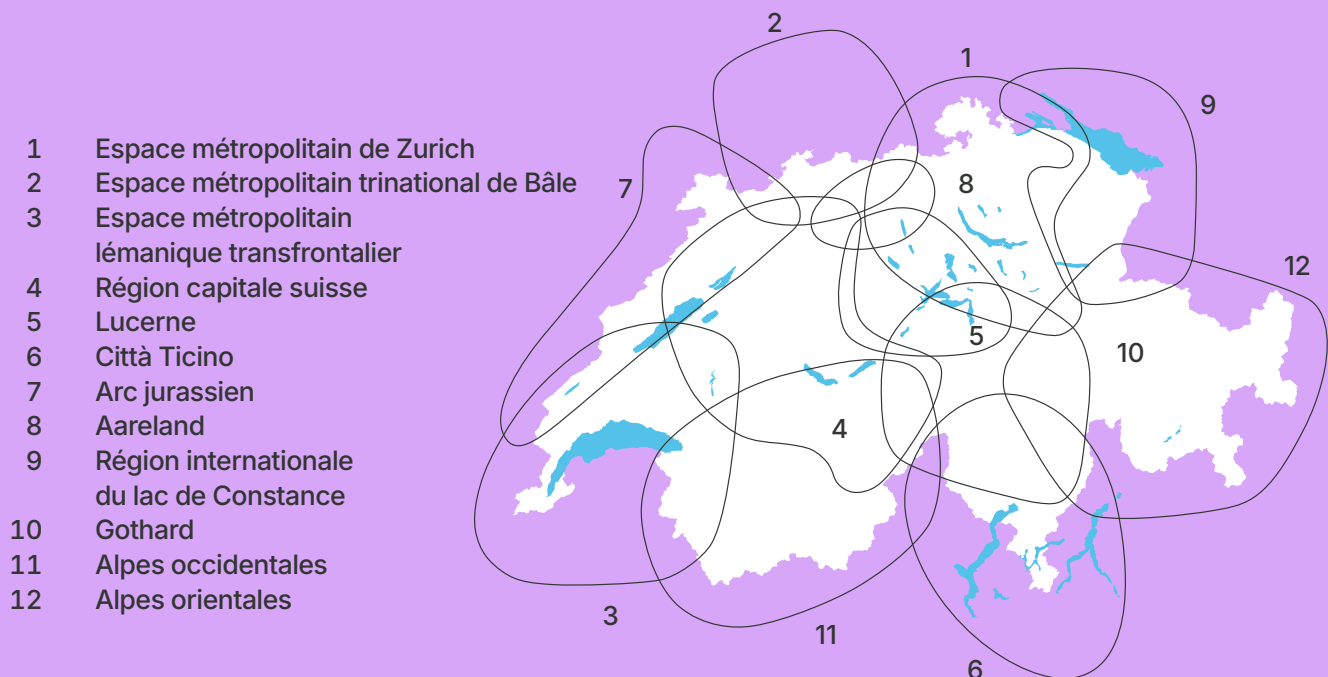 1 Espace métropolitain de Zurich
2 Espace métropolitain trinational de Bâle
3 Espace métropolitain
lémanique transfrontalier
4 Région capitale suisse
5 Lucerne
6 Città Ticino
7 Arc jurassien
8 Aareland
9 Région internationale
du lac de Constance
10 Gothard
11 Alpes occidentales
12 Alpes orientales
2
1
9
7
8
12
5
10
4
3
11
6